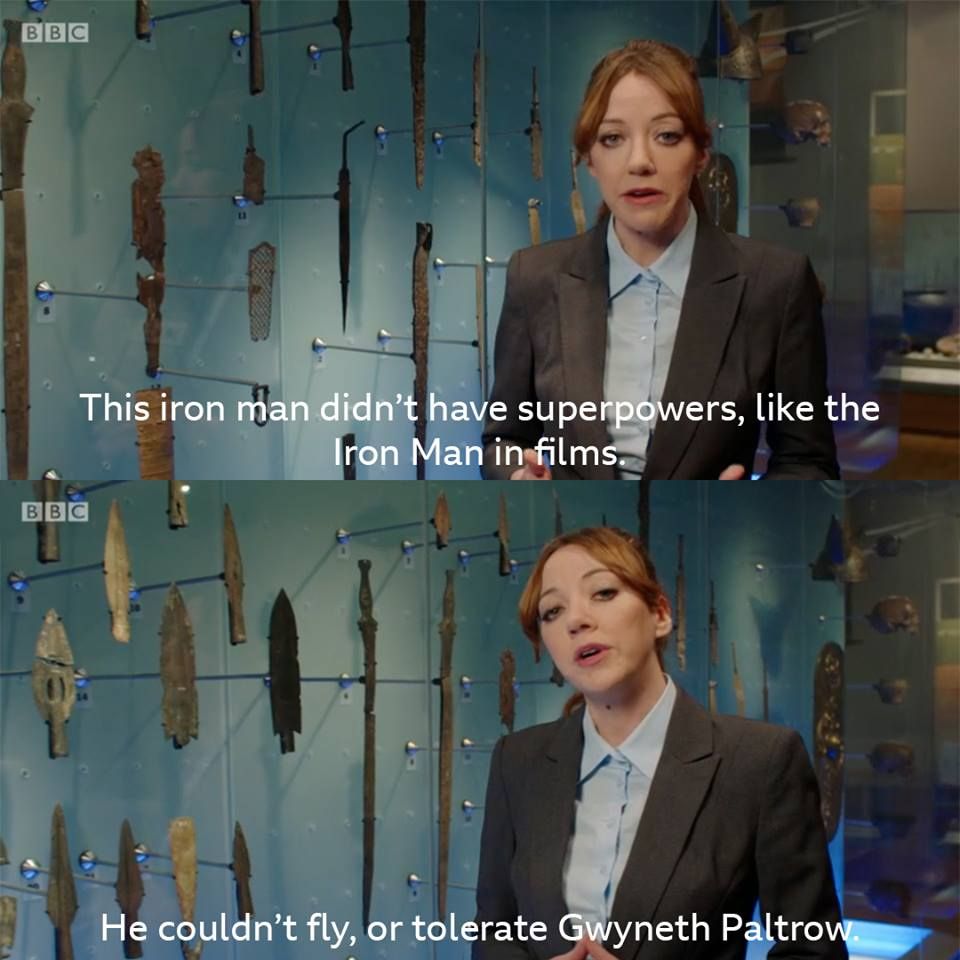 BBC
This iron man didn't have superpowers, like the
Iron Man in films.
BBC
He couldn't fly, or tolerate Gwyneth Paltrow.